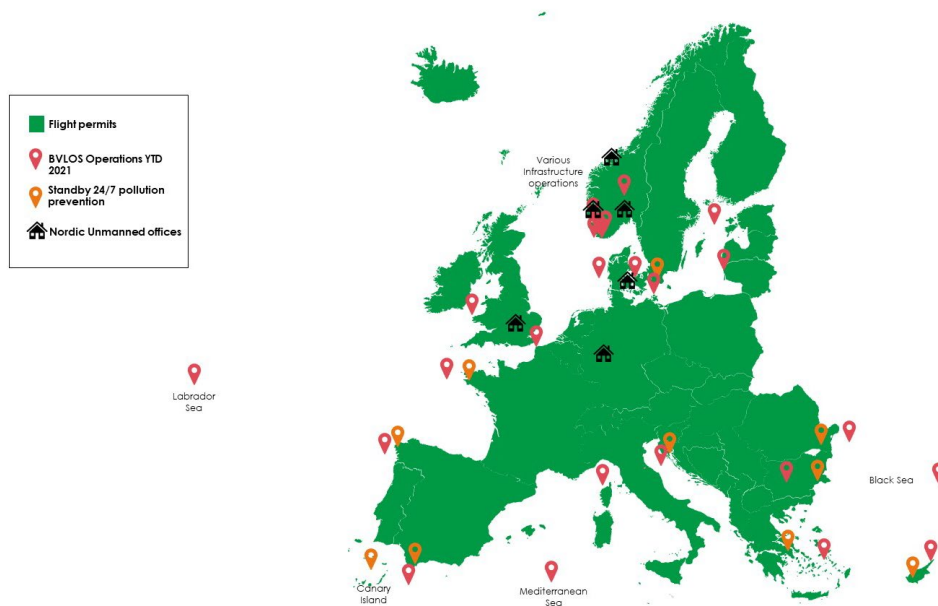 Flight permits
BVLOS Operations YTD
2021
Standby 24/7 pollution
prevention
Nordic Unmanned offices
Various
Infrastructure
operations
Labrador
Sea
Black Sea
Canary
Island
Mediterranean
Sea